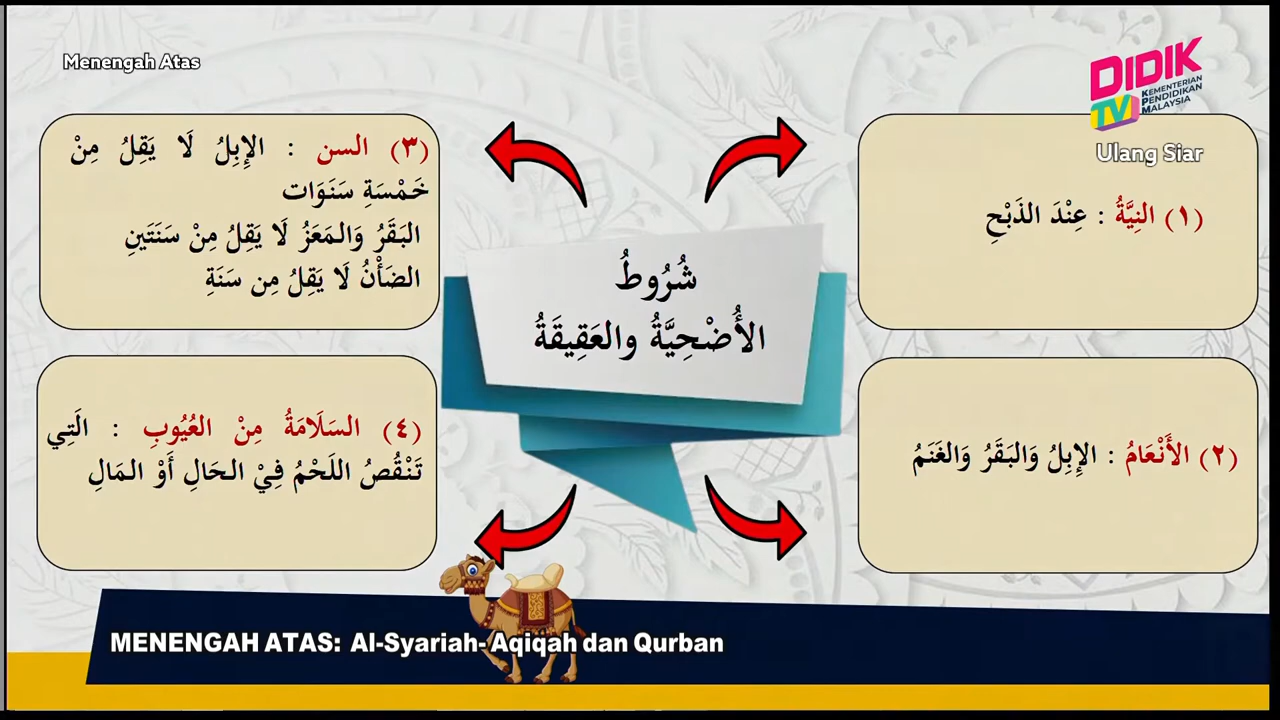 Menengah Atas
DIDIK
TV
KEMENTERIAN
PENDIDIKAN
MALAYSIA
Ulang Siar
شُرُوطُ
الأُضْحِيَّةُ والعَقِيقَةُ
(١) النِيَّةُ : عِنْدَ الذَبْحِ
(٢) الأَنْعَامُ : الإِبِلُ وَالبَقَرُ وَالغَنَمُ
(٣) السن : الإِبِلُ لَا يَقِلُ مِنْ
خَمْسَةِ سَنَوَات
البَقَرُ وَالمَعَزُ لَا يَقِلُ مِنْ سَنَتَينِ
الضَأْنُ لَا يَقِلُ مِن سَنَةِ
(٤) السَلَامَةُ مِنْ العُيُوبِ : الَتِي
تَنْقُصُ اللَحْمُ فِيْ الحَالِ أَوْ المَالِ
MENENGAH ATAS: Al-Syariah- Aqiqah dan Qurban